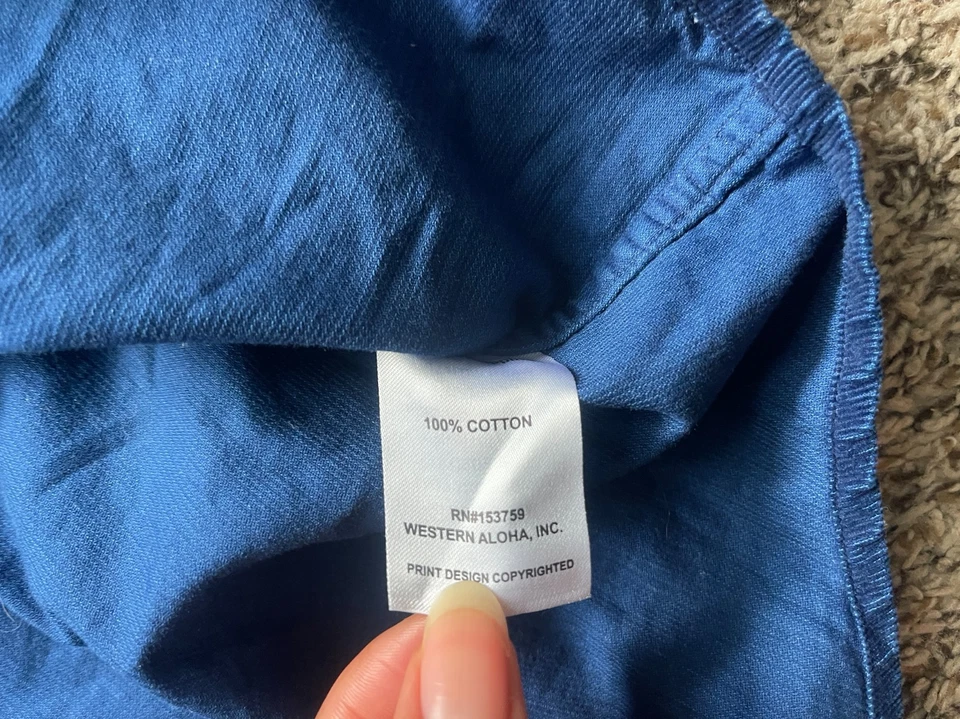 100% COTTON
RN#153759
WESTERN ALOHA, INC.
PRINT DESIGN COPYRIGHTED